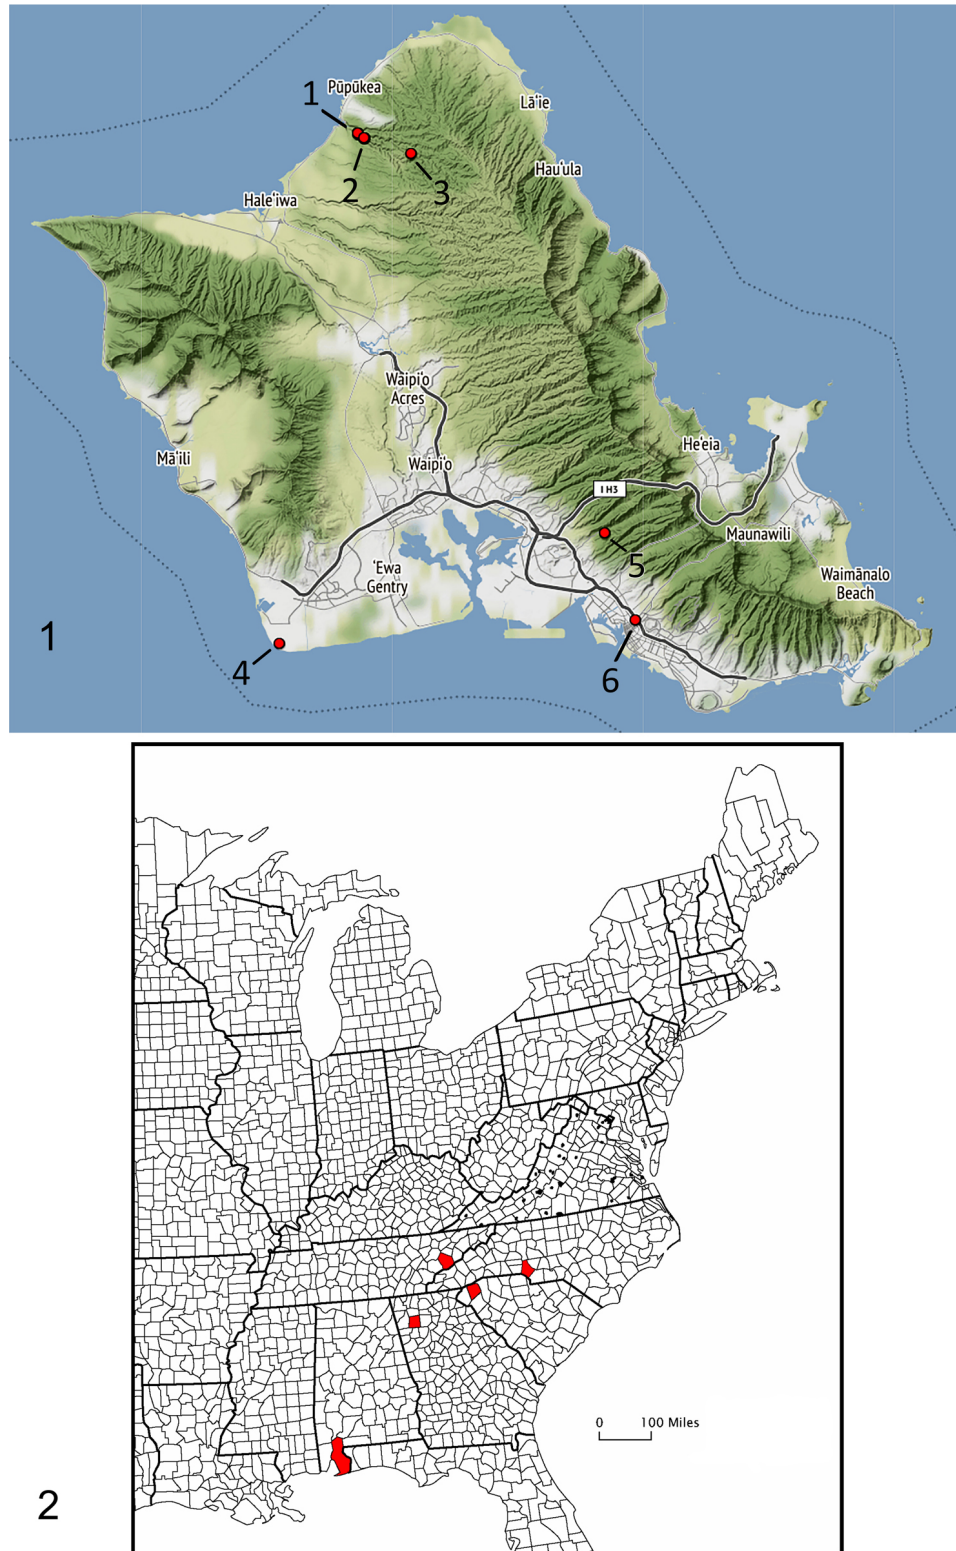 Pūpūkea
1
Lā'ie
2
3
Hau'ula
Hale'iwa
Waipi'o
Acres
He'eia
Mā'ili
Waipi'o
I H3
Maunawili
5
'Ewa
Gentry
Waimānalo
Beach
1
4
6
0 100 Miles
2